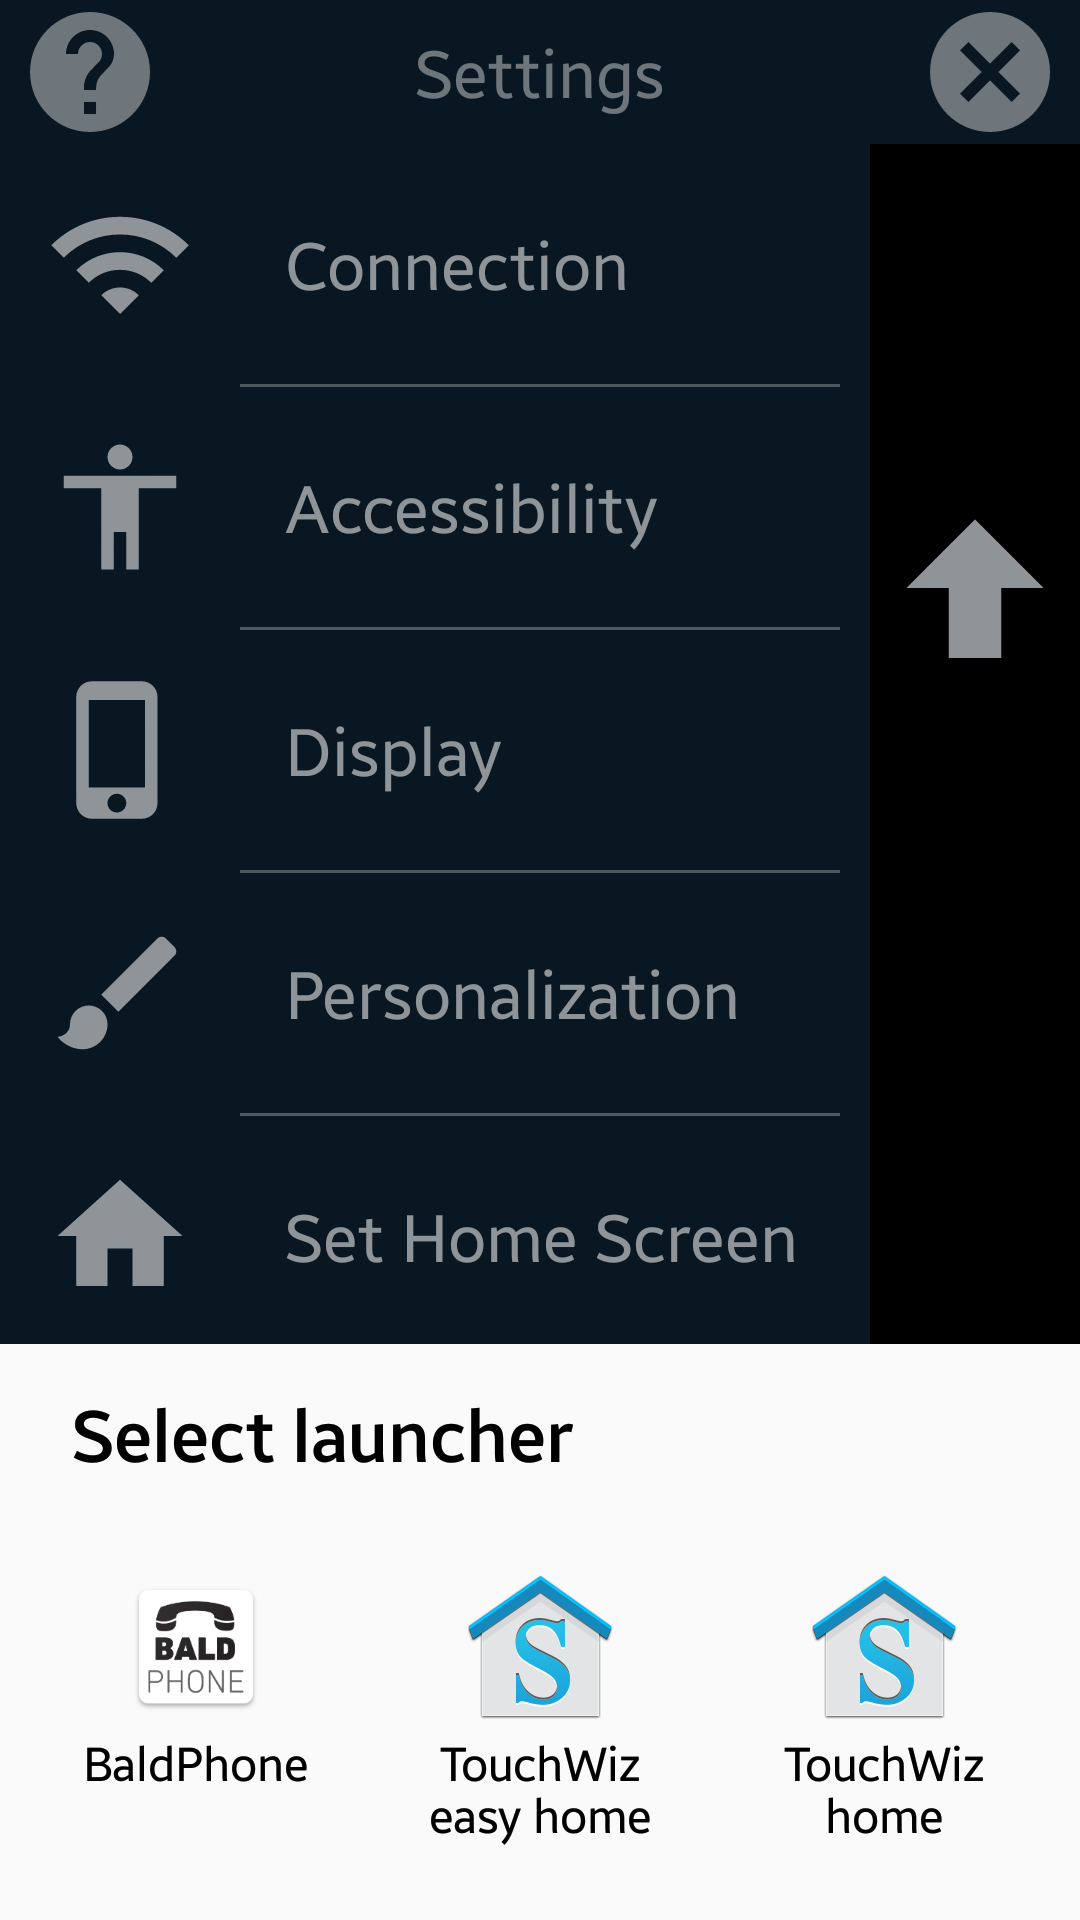 Settings
Connection
Accessibility
Display
Personalization
Set Home Screen
Select launcher
BALD
PHONE
S
S
BaldPhone
TouchWiz
easy home
TouchWiz
home